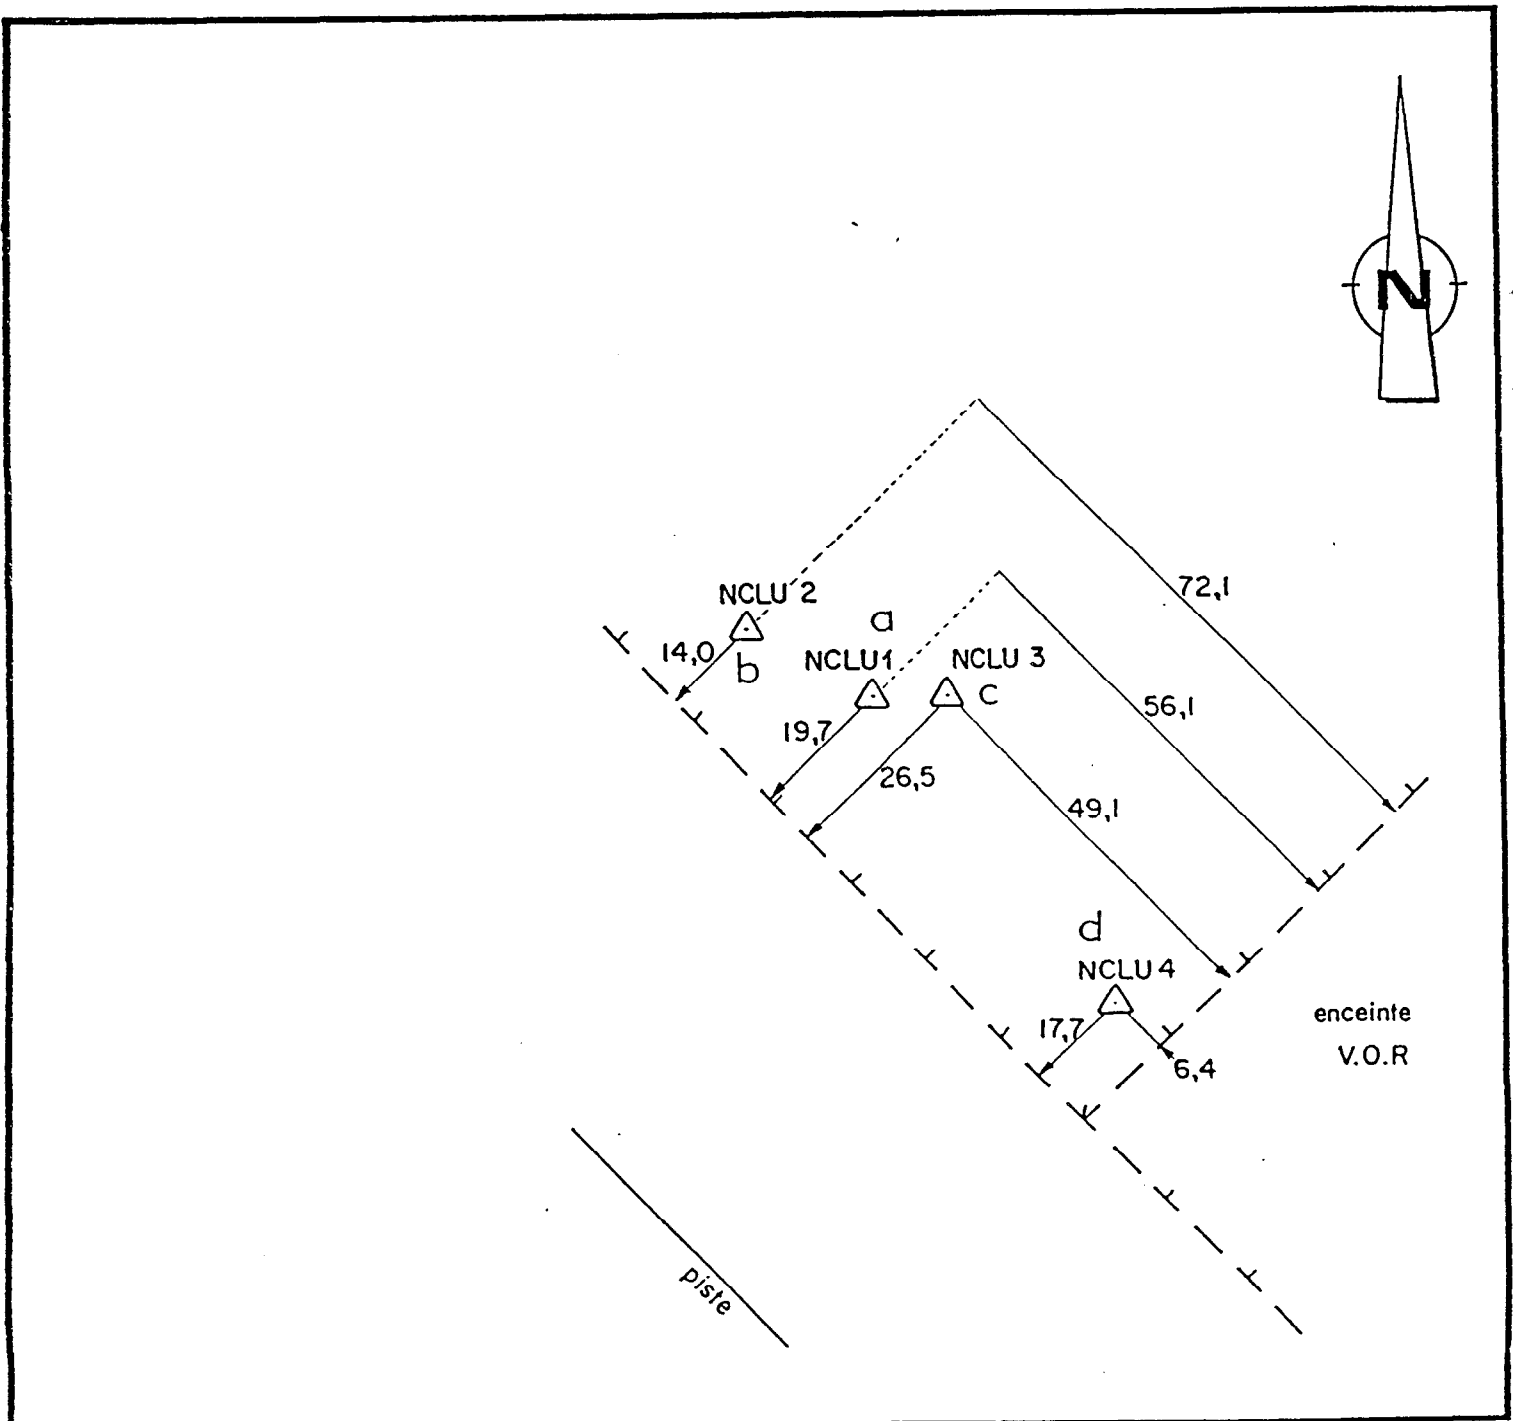 N
72,1
NCLU 2
a
14,0
b
NCLU1
NCLU 3
c
56,1
19,7
26,5
49,1
d
NCLU 4
17,7
6,4
enceinte
V.O.R
piste